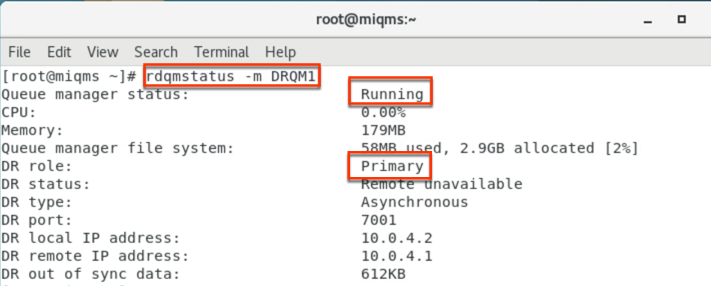 root@miqms:~
File Edit View Search Terminal Help
[root@miqms ~]# rdqmstatus -m DRQM1
Queue manager status: Running
CPU: 0.00%
Memory: 179MB
Queue manager file system: 58MB used, 2.9GB allocated [2%]
DR role: Primary
DR status: Remote unavailable
DR type: Asynchronous
DR port: 7001
DR local IP address: 10.0.4.2
DR remote IP address: 10.0.4.1
DR out of sync data: 612KB